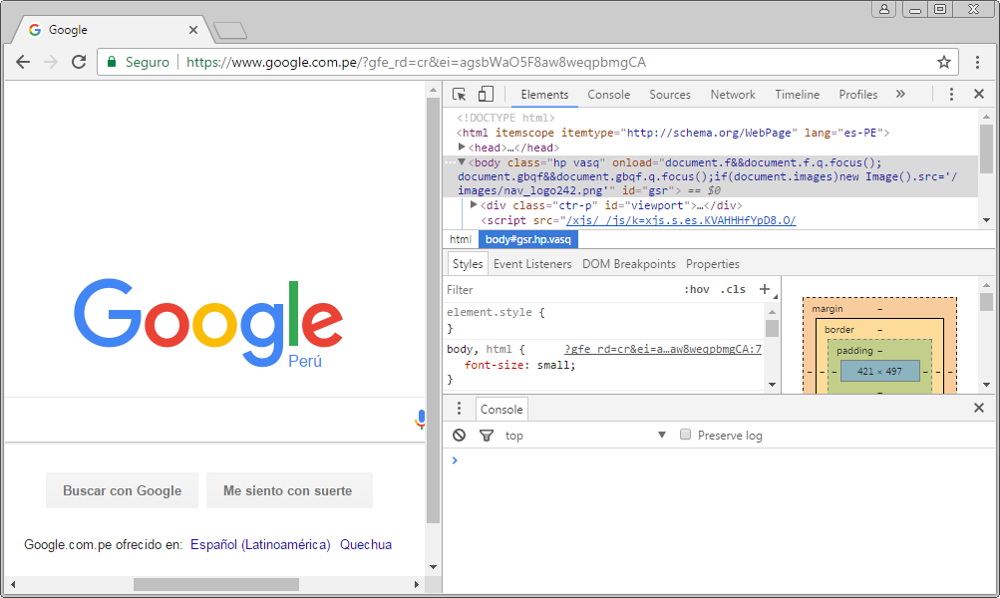 Google
Seguro https://www.google.com.pe/?gfe_rd=cr&ei=agsbWaO5F8aw8weqpbmgCA
Google
Perú
Buscar con Google Me siento con suerte
Google.com.pe ofrecido en: Español (Latinoamérica) Quechua
Elements Console Sources Network Timeline Profiles »
<!DOCTYPE html>
<html itemscope itemtype="http://schema.org/WebPage" lang="es-PE">
<head>…</head>
<body class="hp vasq" onload="document.f&&document.f.q.focus();
document.gbqf&&document.gbqf.q.focus();if(document.images)new Image().src='/
images/nav_logo242.png'" id="gsr"> == $0
<div class="ctr-p" id="viewport">…</div>
<script src="/xjs/_/js/k=xjs.s.es.KVAHHHfYpD8.O/
html body#gsr.hp.vasq
Styles Event Listeners DOM Breakpoints Properties
Filter :hov .cls +
element.style {
}
body, html { ?gfe_rd=cr&ei=a…aw8weqpbmgCA:7
font-size: small;
}
margin –
border –
padding –
– – – 421 × 497 – – –
–
Console
top Preserve log